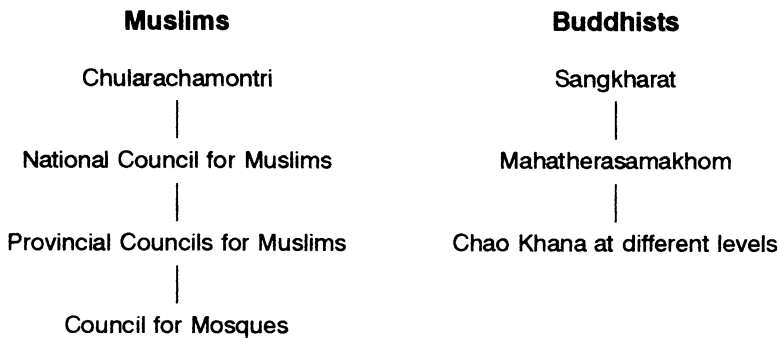 Muslims
Chularachamontri
National Council for Muslims
Provincial Councils for Muslims
Council for Mosques
Buddhists
Sangkharat
Mahatherasamakhom
Chao Khana at different levels